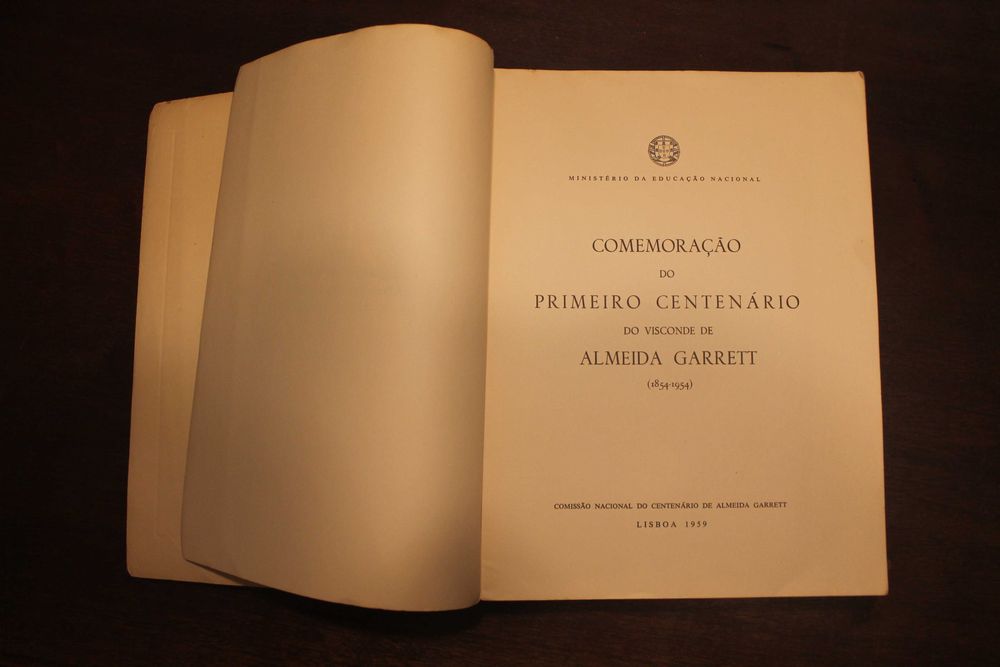 MINISTÉRIO DA EDUCAÇÃO NACIONAL
COMEMORAÇÃO
DO
PRIMEIRO CENTENÁRIO
DO VISCONDE DE
ALMEIDA GARRETT
(1854-1954)
COMISSÃO NACIONAL DO CENTENÁRIO DE ALMEIDA GARRETT
LISBOA 1959